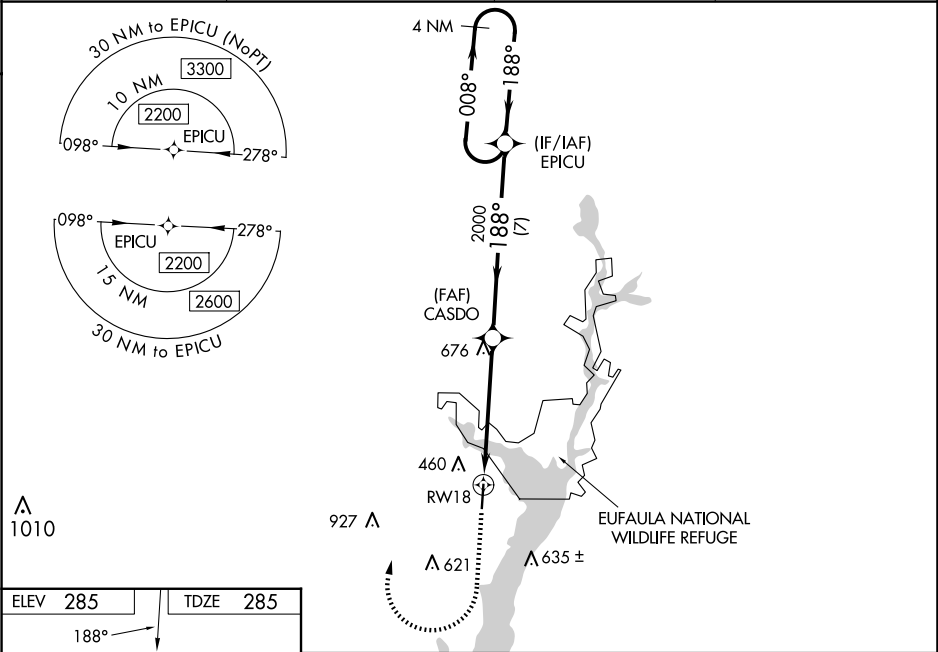 30 NM to EPICU (NoPT)
3300
10 NM
2200
EPICU
098°
278°
098°
278°
EPICU
2200
15 NM
2600
30 NM to EPICU
4 NM
008°
188°
(IF/IAF)
EPICU
2000
188°
(7)
(FAF)
CASDO
676
460
RW18
1010
927
621
635 ±
EUFAULA NATIONAL
WILDLIFE REFUGE
ELEV 285
TDZE 285
188°